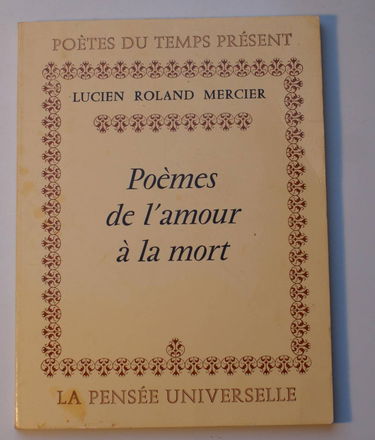 POÈTES DU TEMPS PRÉSENT
LUCIEN ROLAND MERCIER
Poèmes
de l'amour
à la mort
LA PENSÉE UNIVERSELLE